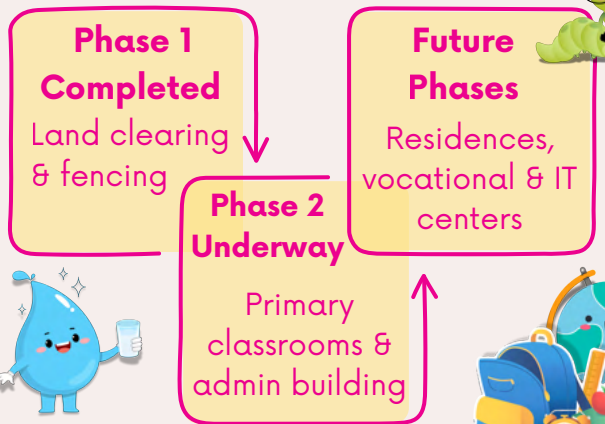 Phase 1
Completed
Land clearing
& fencing
Phase 2
Underway
Primary
classrooms &
admin building
Future
Phases
Residences,
vocational & IT
centers